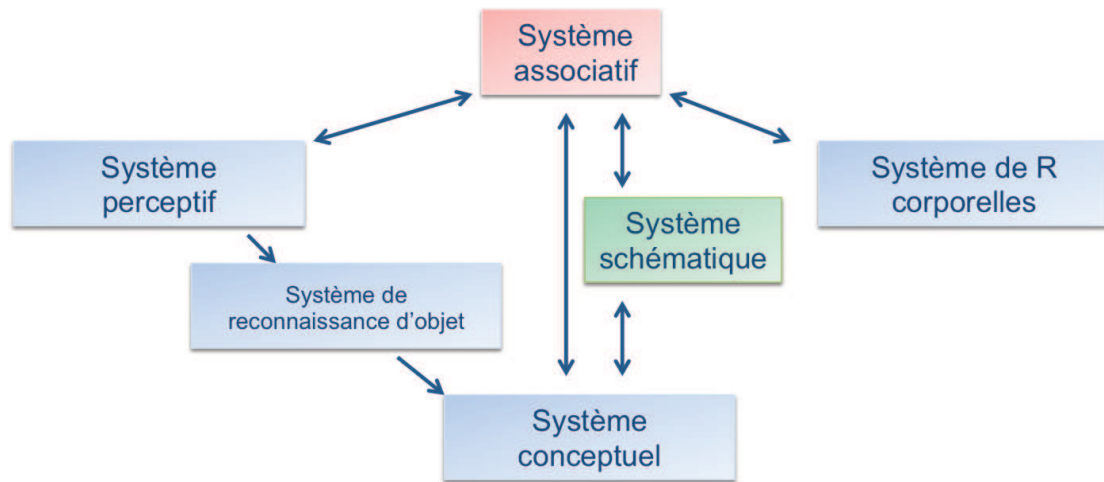 Système
associatif
Système
perceptif
Système de R
corporelles
Système
schématique
Système de
reconnaissance d'objet
Système
conceptuel